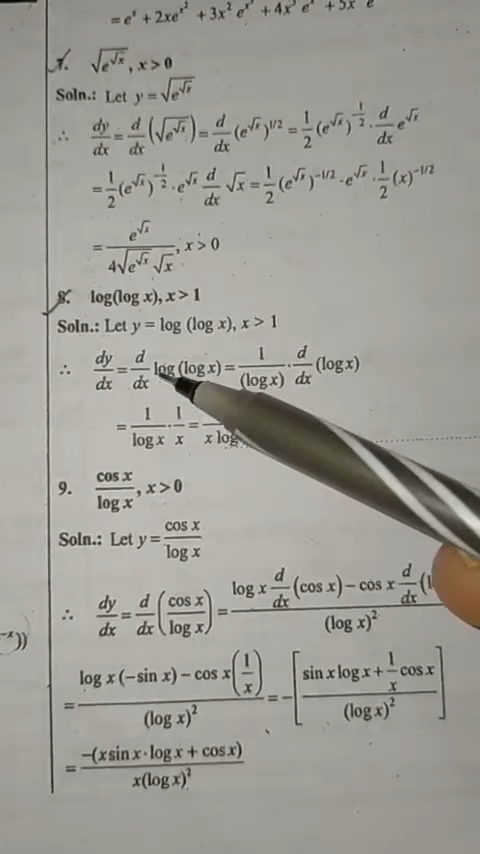 = e^x + 2xe^{x^2} + 3x^2 e^{x^3} + 4x^3 e + 5x e
7. √(e^{√x}), x > 0
Soln.: Let y = √(e^{√x})
∴ dy/dx = d/dx (√(e^{√x})) = d/dx (e^{√x})^{1/2} = 1/2 (e^{√x})^{-1/2} · d/dx e^{√x}
= 1/2 (e^{√x})^{-1/2} · e^{√x} d/dx √x = 1/2 (e^{√x})^{-1/2} · e^{√x} · 1/2 (x)^{-1/2}
= e^{√x} / (4√(e^{√x}) √x), x > 0
8. log(log x), x > 1
Soln.: Let y = log (log x), x > 1
∴ dy/dx = d/dx log (log x) = 1/(log x) · d/dx (log x)
= 1/log x · 1/x = x log
9. cos x / log x, x > 0
Soln.: Let y = cos x / log x
∴ dy/dx = d/dx (cos x / log x) = (log x d/dx (cos x) − cos x d/dx (l / (log x)^2
−x))
= (log x (−sin x) − cos x (1/x)) / (log x)^2 = −[(sin x log x + 1/x cos x) / (log x)^2]
= −(x sin x · log x + cos x) / x(log x)^2